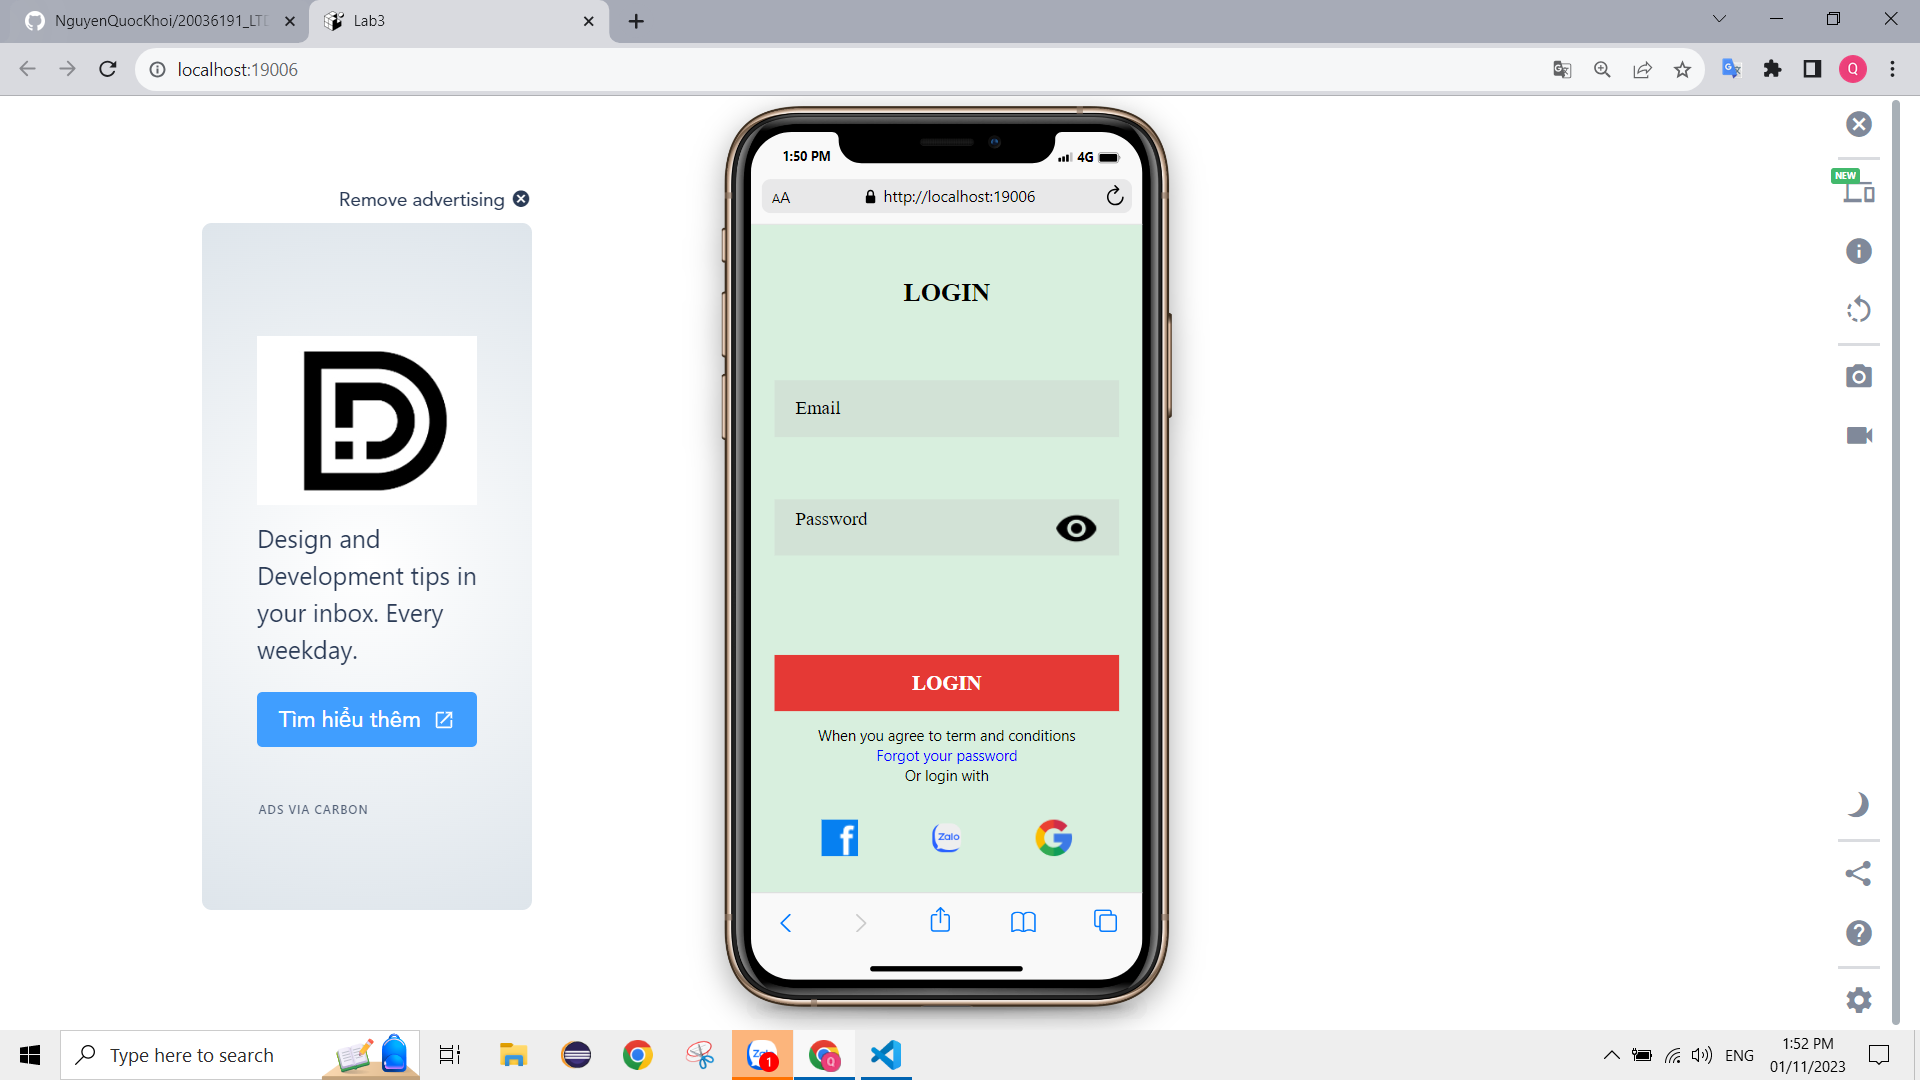 NguyenQuocKhoi/20036191_LTD
Lab3
localhost:19006
Q
Remove advertising
Design and
Development tips in
your inbox. Every
weekday.
Tìm hiểu thêm
ADS VIA CARBON
1:50 PM
4G
AA
http://localhost:19006
LOGIN
Email
Password
LOGIN
When you agree to term and conditions
Forgot your password
Or login with
f
Zalo
G
NEW
Type here to search
1
Q
ENG
1:52 PM
01/11/2023